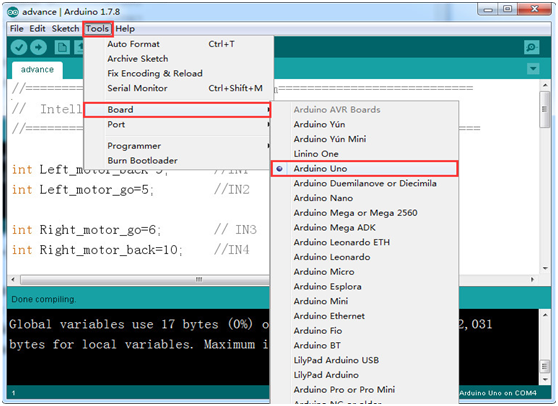 advance | Arduino 1.7.8
File Edit Sketch Tools Help
Auto Format Ctrl+T
Archive Sketch
Fix Encoding & Reload
Serial Monitor Ctrl+Shift+M
Board
Port
Programmer
Burn Bootloader
Arduino AVR Boards
Arduino Yún
Arduino Yún Mini
Linino One
Arduino Uno
Arduino Duemilanove or Diecimila
Arduino Nano
Arduino Mega or Mega 2560
Arduino Mega ADK
Arduino Leonardo ETH
Arduino Leonardo
Arduino Micro
Arduino Esplora
Arduino Mini
Arduino Ethernet
Arduino Fio
Arduino BT
LilyPad Arduino USB
LilyPad Arduino
Arduino Pro or Pro Mini
Arduino NG or older
advance
//=======================
// Intell
//=======================
int Left_motor_back //IN1
int Left_motor_go=5; //IN2
int Right_motor_go=6; // IN3
int Right_motor_back=10; //IN4
Done compiling.
Global variables use 17 bytes (0%) o 2,031
bytes for local variables. Maximum i
1 Arduino Uno on COM4